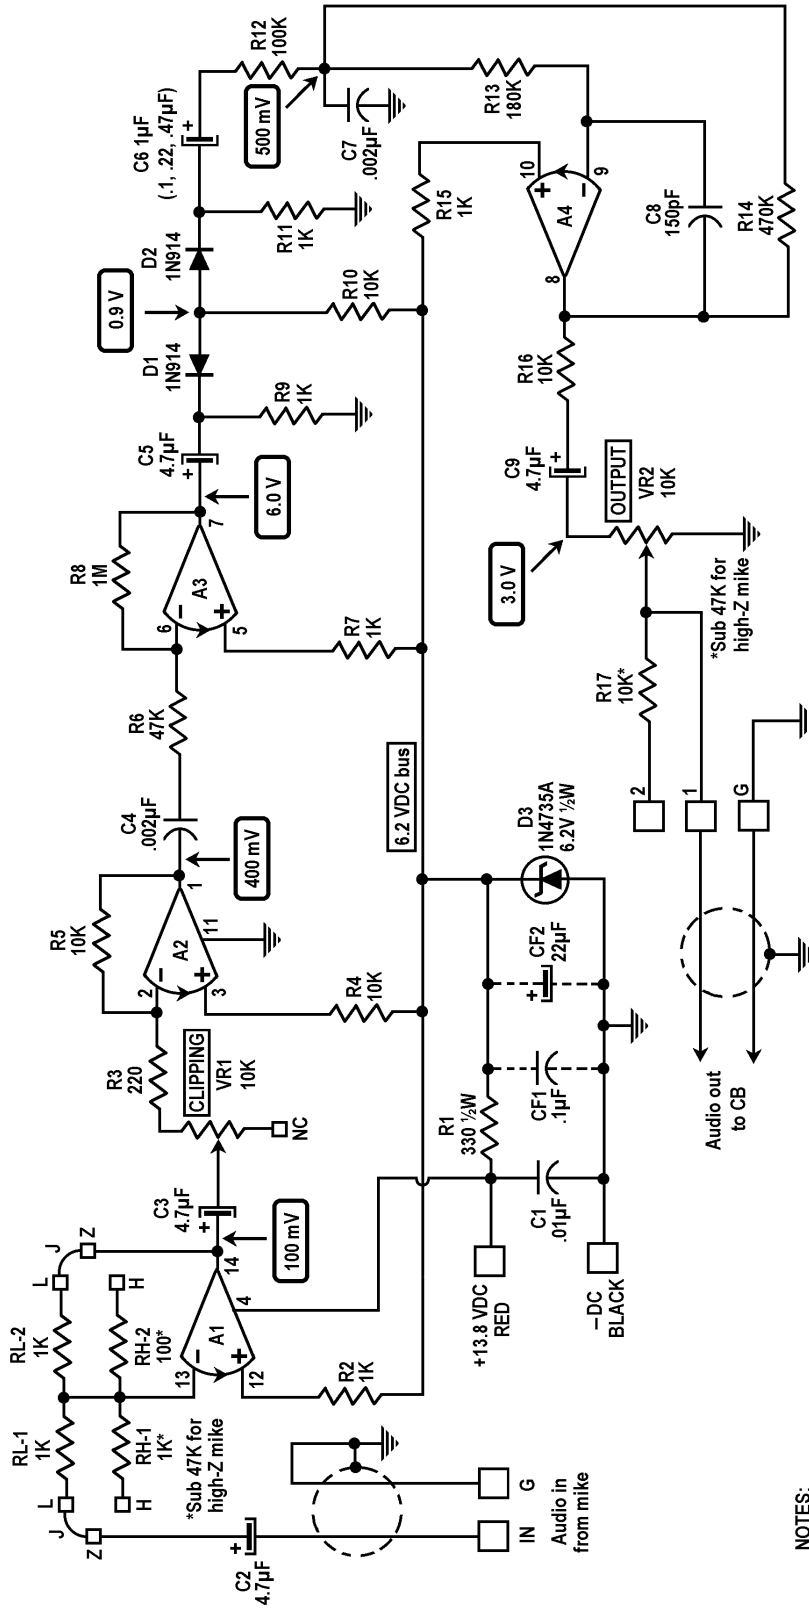 RL-1
1K
RL-2
1K
L
L
J
J
Z
Z
H
H
RH-1
1K*
RH-2
100*
*Sub 47K for
high-Z mike
C2
4.7µF
+
IN
G
Audio in
from mike
13
12
14
4
A1
−
+
R2
1K
100 mV
C3
4.7µF
+
CLIPPING
VR1
10K
NC
R3
220
R5
10K
2
3
1
11
A2
−
+
R4
10K
400 mV
C4
.002µF
R6
47K
R8
1M
6
5
7
A3
−
+
R7
1K
6.0 V
C5
4.7µF
+
R9
1K
D1
1N914
0.9 V
D2
1N914
R10
10K
R11
1K
C6 1µF
(.1, .22, .47µF)
+
R12
100K
500 mV
C7
.002µF
R13
180K
R15
1K
10
9
8
A4
+
−
C8
150pF
R14
470K
R16
10K
C9
4.7µF
+
3.0 V
OUTPUT
VR2
10K
*Sub 47K for
high-Z mike
R17
10K*
2
1
G
6.2 VDC bus
D3
1N4735A
6.2V ½W
CF2
22µF
+
CF1
.1µF
R1
330 ½W
C1
.01µF
+13.8 VDC
RED
−DC
BLACK
Audio out
to CB
NOTES: